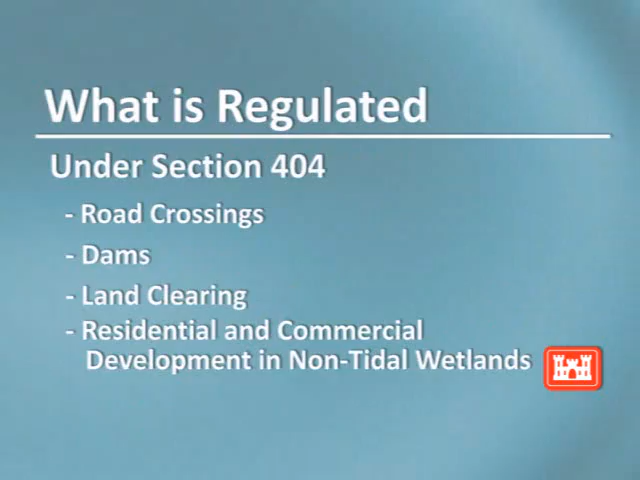 What is Regulated
Under Section 404
- Road Crossings
- Dams
- Land Clearing
- Residential and Commercial
Development in Non-Tidal Wetlands